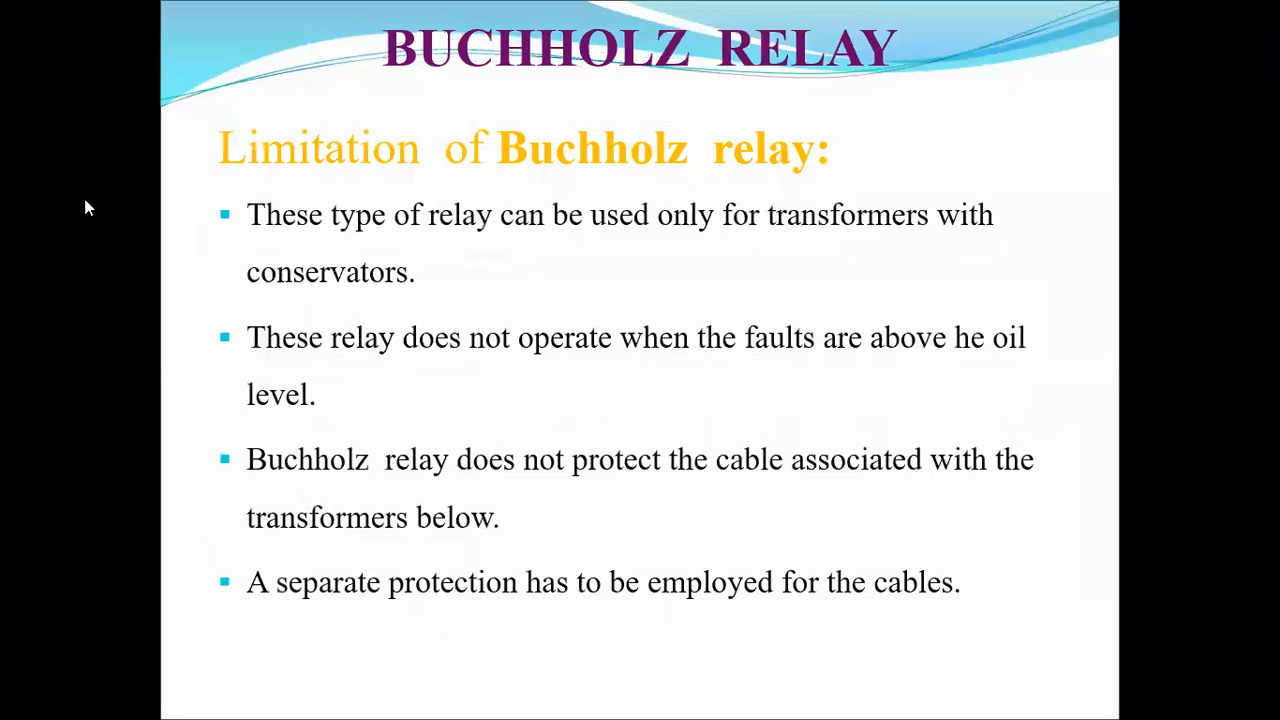 BUCHHOLZ RELAY
Limitation of Buchholz relay:
▪ These type of relay can be used only for transformers with
conservators.
▪ These relay does not operate when the faults are above he oil
level.
▪ Buchholz relay does not protect the cable associated with the
transformers below.
▪ A separate protection has to be employed for the cables.